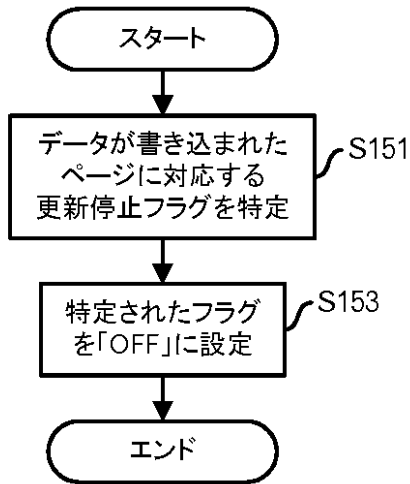 スタート
データが書き込まれた
ページに対応する
更新停止フラグを特定
S151
特定されたフラグ
を「OFF」に設定
S153
エンド